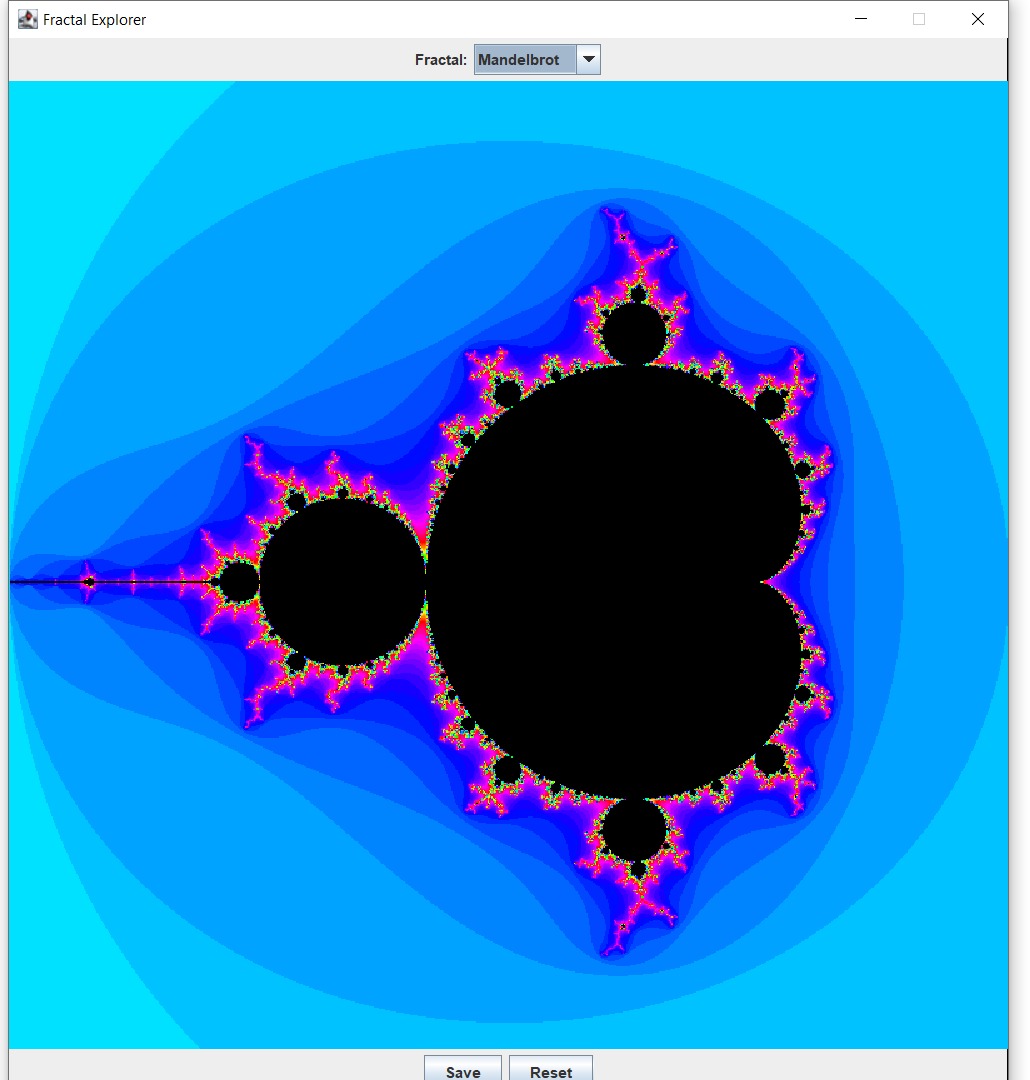 Fractal Explorer
Fractal: Mandelbrot
Save Reset